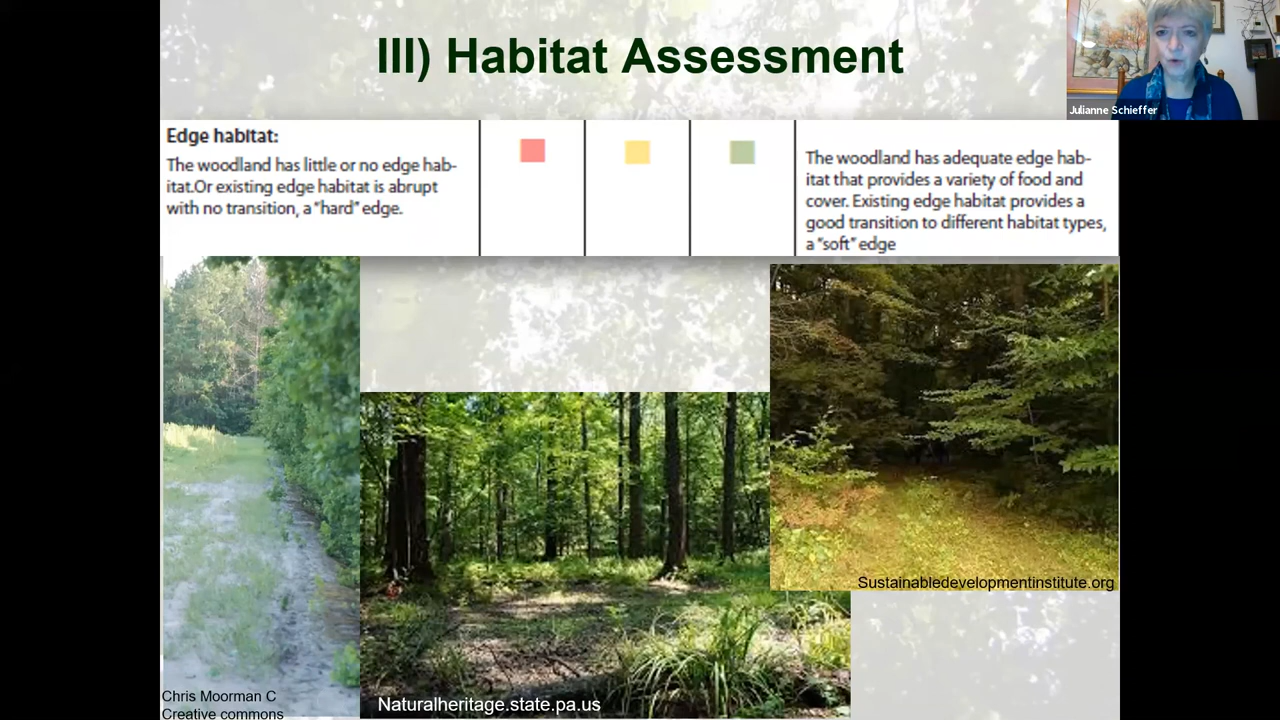 III) Habitat Assessment
Julianne Schieffer
Edge habitat:
The woodland has little or no edge hab-
itat.Or existing edge habitat is abrupt
with no transition, a "hard" edge.
The woodland has adequate edge hab-
itat that provides a variety of food and
cover. Existing edge habitat provides a
good transition to different habitat types,
a "soft" edge
Sustainabledevelopmentinstitute.org
Chris Moorman C
Creative commons
Naturalheritage.state.pa.us